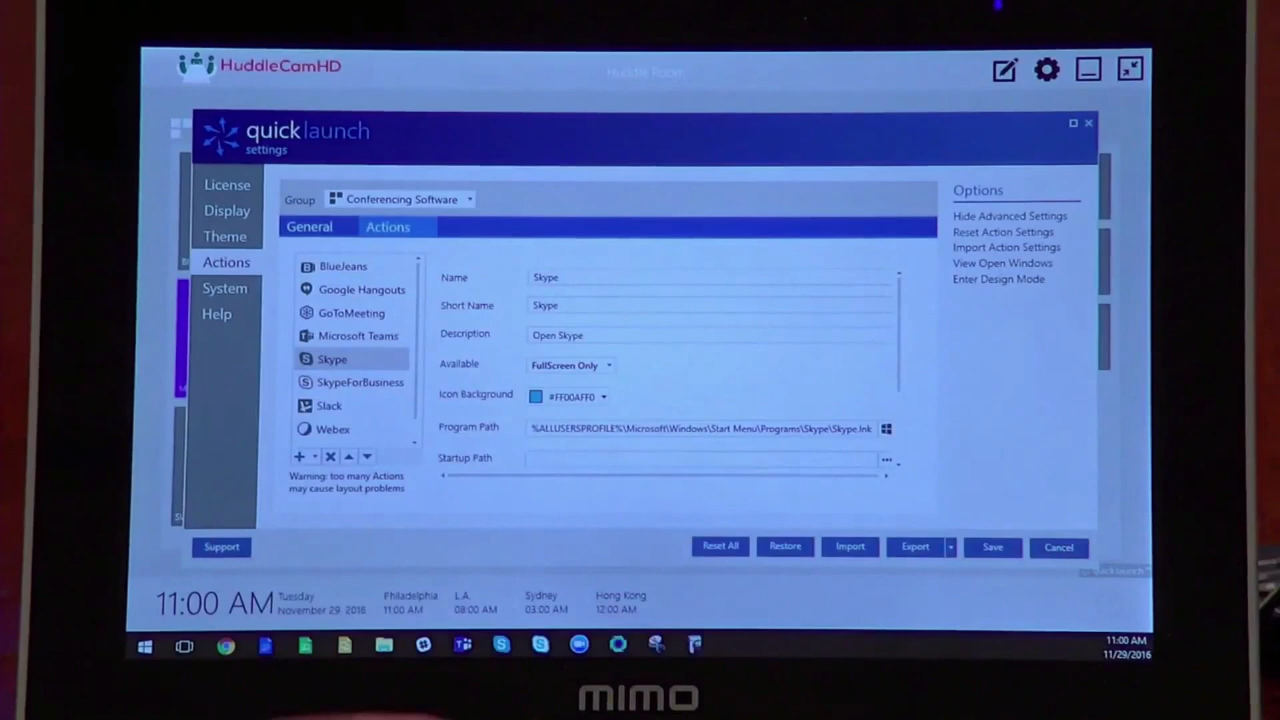 HuddleCamHD
Huddle Room
quicklaunch
settings
License
Display
Theme
Actions
System
Help
Group
Conferencing Software
General
Actions
BlueJeans
Google Hangouts
GoToMeeting
Microsoft Teams
Skype
SkypeForBusiness
Slack
Webex
Warning: too many Actions
may cause layout problems
Name
Skype
Short Name
Skype
Description
Open Skype
Available
FullScreen Only
Icon Background
#FF00AFF0
Program Path
%ALLUSERSPROFILE%\Microsoft\Windows\Start Menu\Programs\Skype\Skype.lnk
Startup Path
Options
Hide Advanced Settings
Reset Action Settings
Import Action Settings
View Open Windows
Enter Design Mode
Support
Reset All
Restore
Import
Export
Save
Cancel
quicklaunch
11:00 AM
Tuesday
November 29, 2016
Philadelphia
11:00 AM
L.A.
08:00 AM
Sydney
03:00 AM
Hong Kong
12:00 AM
11:00 AM
11/29/2016
mimo